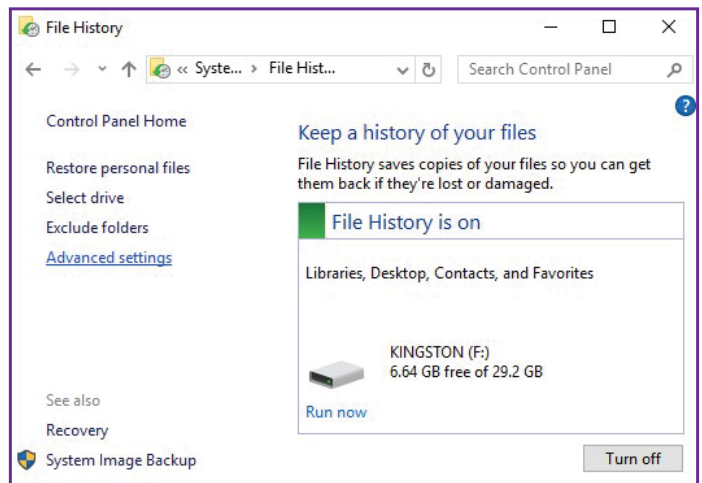 File History
« Syste... > File Hist...
Search Control Panel
?
Control Panel Home
Restore personal files
Select drive
Exclude folders
Advanced settings
Keep a history of your files
File History saves copies of your files so you can get
them back if they're lost or damaged.
File History is on
Libraries, Desktop, Contacts, and Favorites
KINGSTON (F:)
6.64 GB free of 29.2 GB
Run now
See also
Recovery
System Image Backup
Turn off